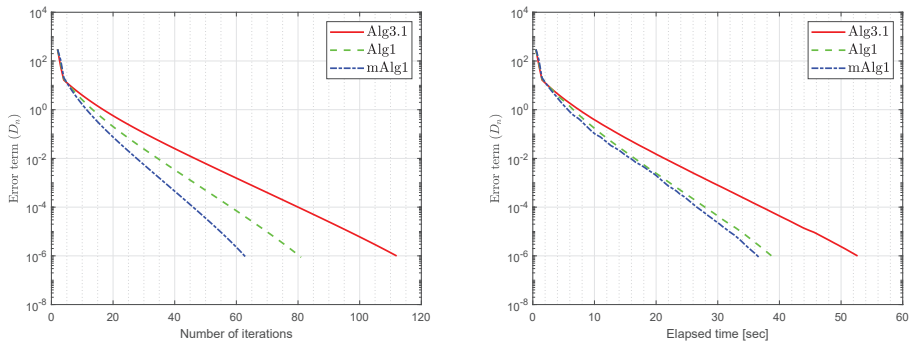 10^4
10^2
10^0
10^-2
10^-4
10^-6
10^-8
Error term (D_n)
0 20 40 60 80 100 120
Number of iterations
Alg3.1
Alg1
mAlg1
10^4
10^2
10^0
10^-2
10^-4
10^-6
10^-8
Error term (D_n)
0 10 20 30 40 50 60
Elapsed time [sec]
Alg3.1
Alg1
mAlg1